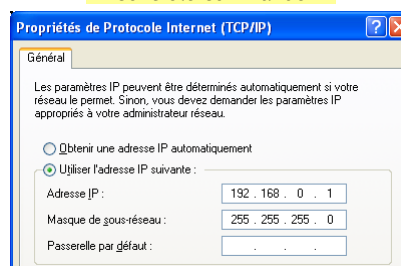 Propriétés de Protocole Internet (TCP/IP)
Général
Les paramètres IP peuvent être déterminés automatiquement si votre
réseau le permet. Sinon, vous devez demander les paramètres IP
appropriés à votre administrateur réseau.
Obtenir une adresse IP automatiquement
Utiliser l'adresse IP suivante :
Adresse IP : 192 . 168 . 0 . 1
Masque de sous-réseau : 255 . 255 . 255 . 0
Passerelle par défaut : . . .